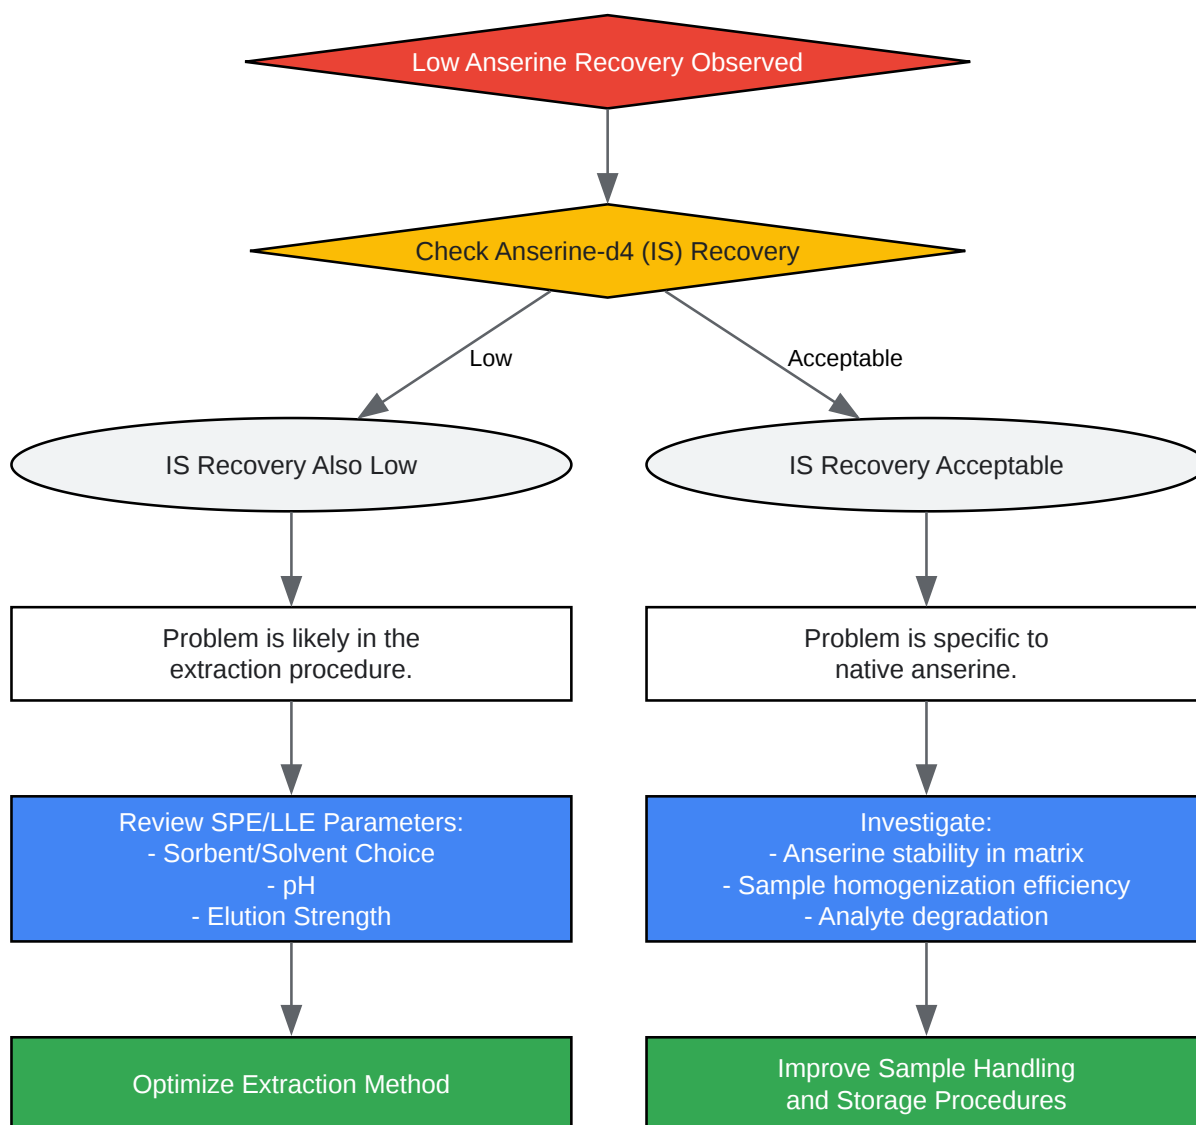 Low Anserine Recovery Observed
Check Anserine-d4 (IS) Recovery
Low
Acceptable
IS Recovery Also Low
IS Recovery Acceptable
Problem is likely in the
extraction procedure.
Problem is specific to
native anserine.
Review SPE/LLE Parameters:
- Sorbent/Solvent Choice
- pH
- Elution Strength
Investigate:
- Anserine stability in matrix
- Sample homogenization efficiency
- Analyte degradation
Optimize Extraction Method
Improve Sample Handling
and Storage Procedures